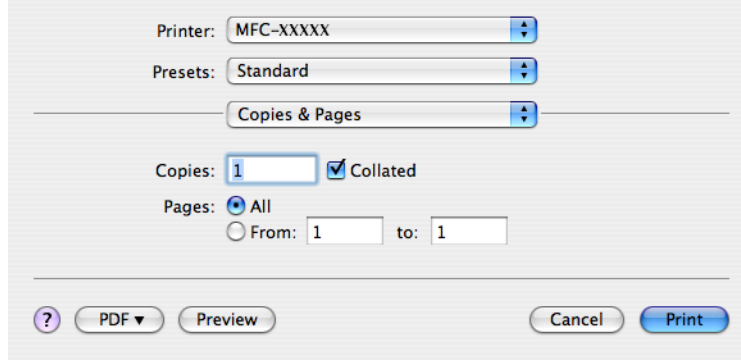 Printer: MFC-XXXXX
Presets: Standard
Copies & Pages
Copies: 1 Collated
Pages: All
From: 1 to: 1
? PDF ▼ Preview Cancel Print